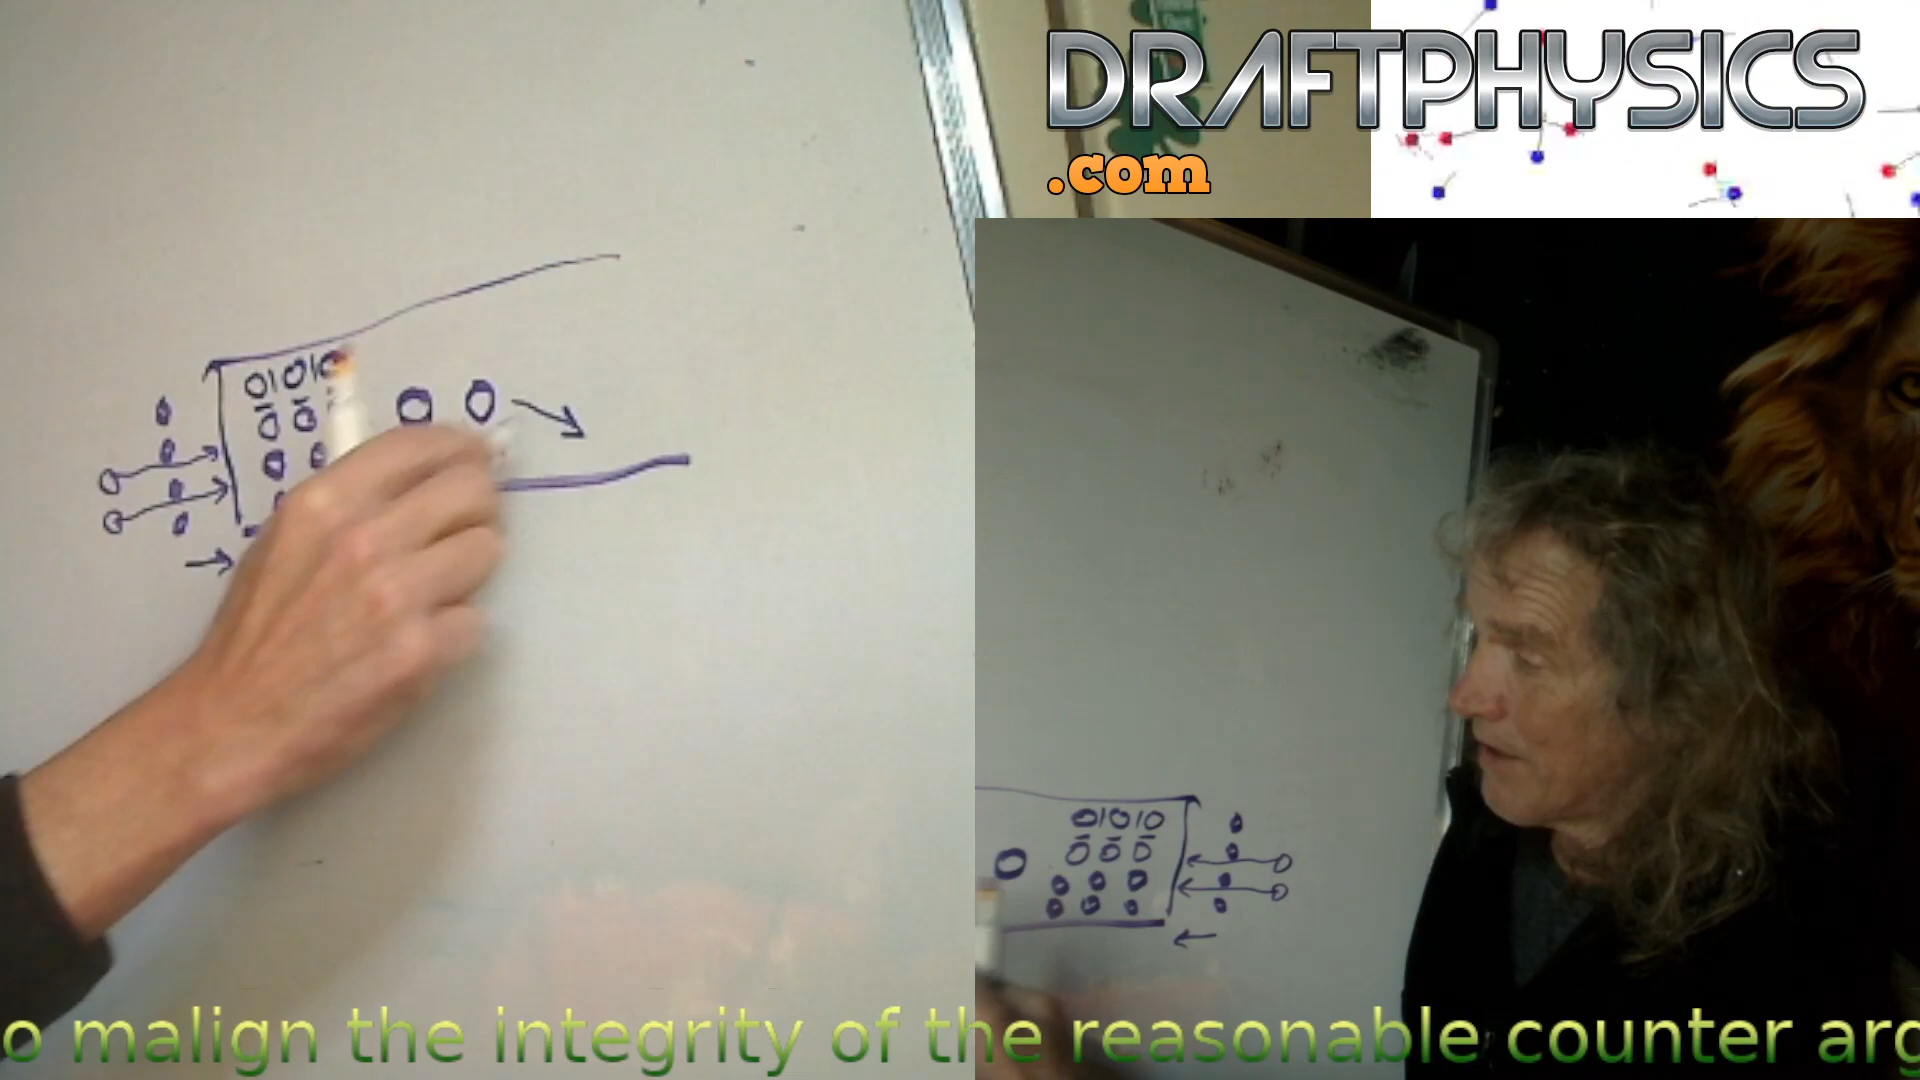 DRAFTPHYSICS
.com
o malign the integrity of the reasonable counter arg